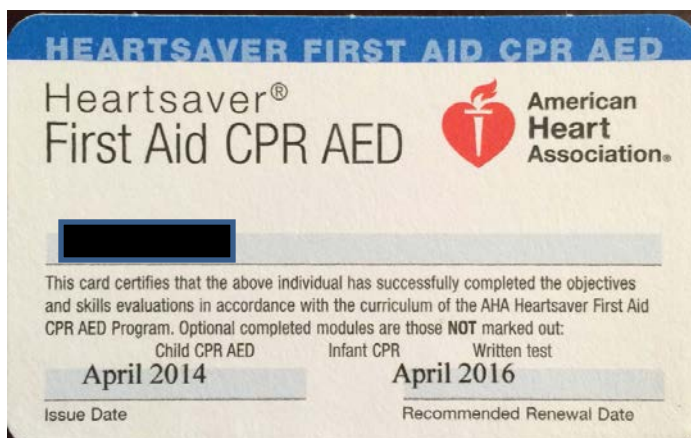 HEARTSAVER FIRST AID CPR AED
Heartsaver®
First Aid CPR AED
American
Heart
Association®
This card certifies that the above individual has successfully completed the objectives
and skills evaluations in accordance with the curriculum of the AHA Heartsaver First Aid
CPR AED Program. Optional completed modules are those NOT marked out:
Child CPR AED Infant CPR Written test
April 2014 April 2016
Issue Date Recommended Renewal Date